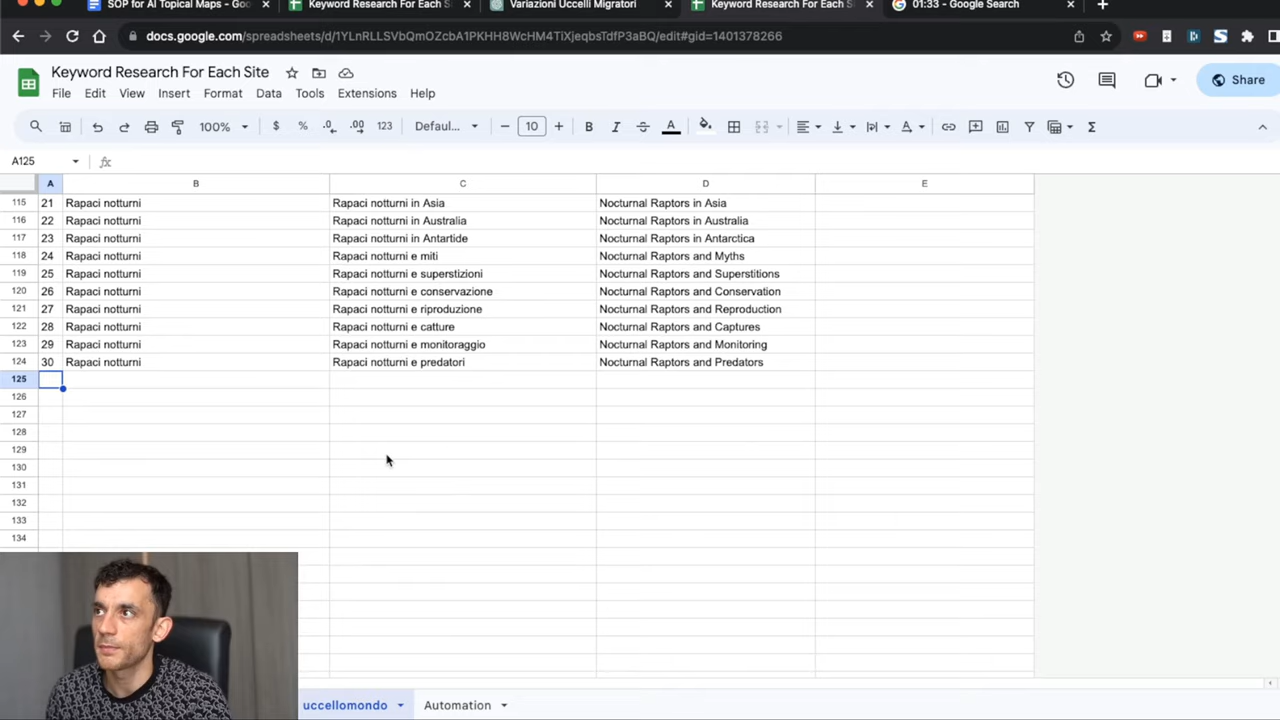 SOP for AI Topical Maps - Goo
Keyword Research For Each Si
Variazioni Uccelli Migratori
Keyword Research For Each Si
01:33 - Google Search
docs.google.com/spreadsheets/d/1YLnRLLSVbQmOZcbA1PKHH8WcHM4TiXjeqbsTdfP3aBQ/edit#gid=1401378266
Keyword Research For Each Site
File Edit View Insert Format Data Tools Extensions Help
Share
100% $ % .0 .00 123 Defaul... 10 B I A
A125 fx
A B C D E
115 21 Rapaci notturni Rapaci notturni in Asia Nocturnal Raptors in Asia
116 22 Rapaci notturni Rapaci notturni in Australia Nocturnal Raptors in Australia
117 23 Rapaci notturni Rapaci notturni in Antartide Nocturnal Raptors in Antarctica
118 24 Rapaci notturni Rapaci notturni e miti Nocturnal Raptors and Myths
119 25 Rapaci notturni Rapaci notturni e superstizioni Nocturnal Raptors and Superstitions
120 26 Rapaci notturni Rapaci notturni e conservazione Nocturnal Raptors and Conservation
121 27 Rapaci notturni Rapaci notturni e riproduzione Nocturnal Raptors and Reproduction
122 28 Rapaci notturni Rapaci notturni e catture Nocturnal Raptors and Captures
123 29 Rapaci notturni Rapaci notturni e monitoraggio Nocturnal Raptors and Monitoring
124 30 Rapaci notturni Rapaci notturni e predatori Nocturnal Raptors and Predators
125
126
127
128
129
130
131
132
133
134
uccellomondo Automation